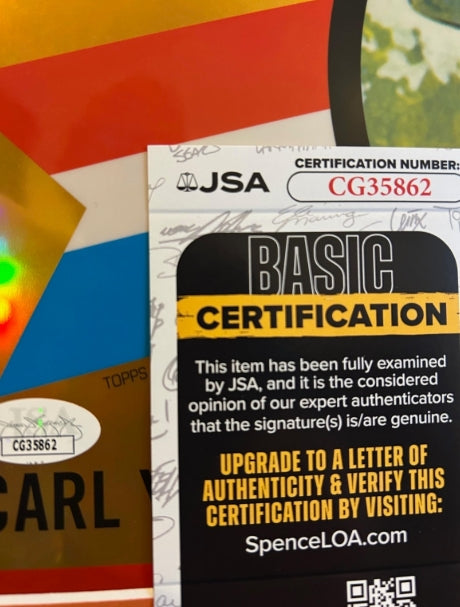 JSA
CERTIFICATION NUMBER:
CG35862
BASIC
CERTIFICATION
This item has been fully examined
by JSA, and it is the considered
opinion of our expert authenticators
that the signature(s) is/are genuine.
UPGRADE TO A LETTER OF
AUTHENTICITY & VERIFY THIS
CERTIFICATION BY VISITING:
SpenceLOA.com
TOPPS
JSA
CG35862
CARL